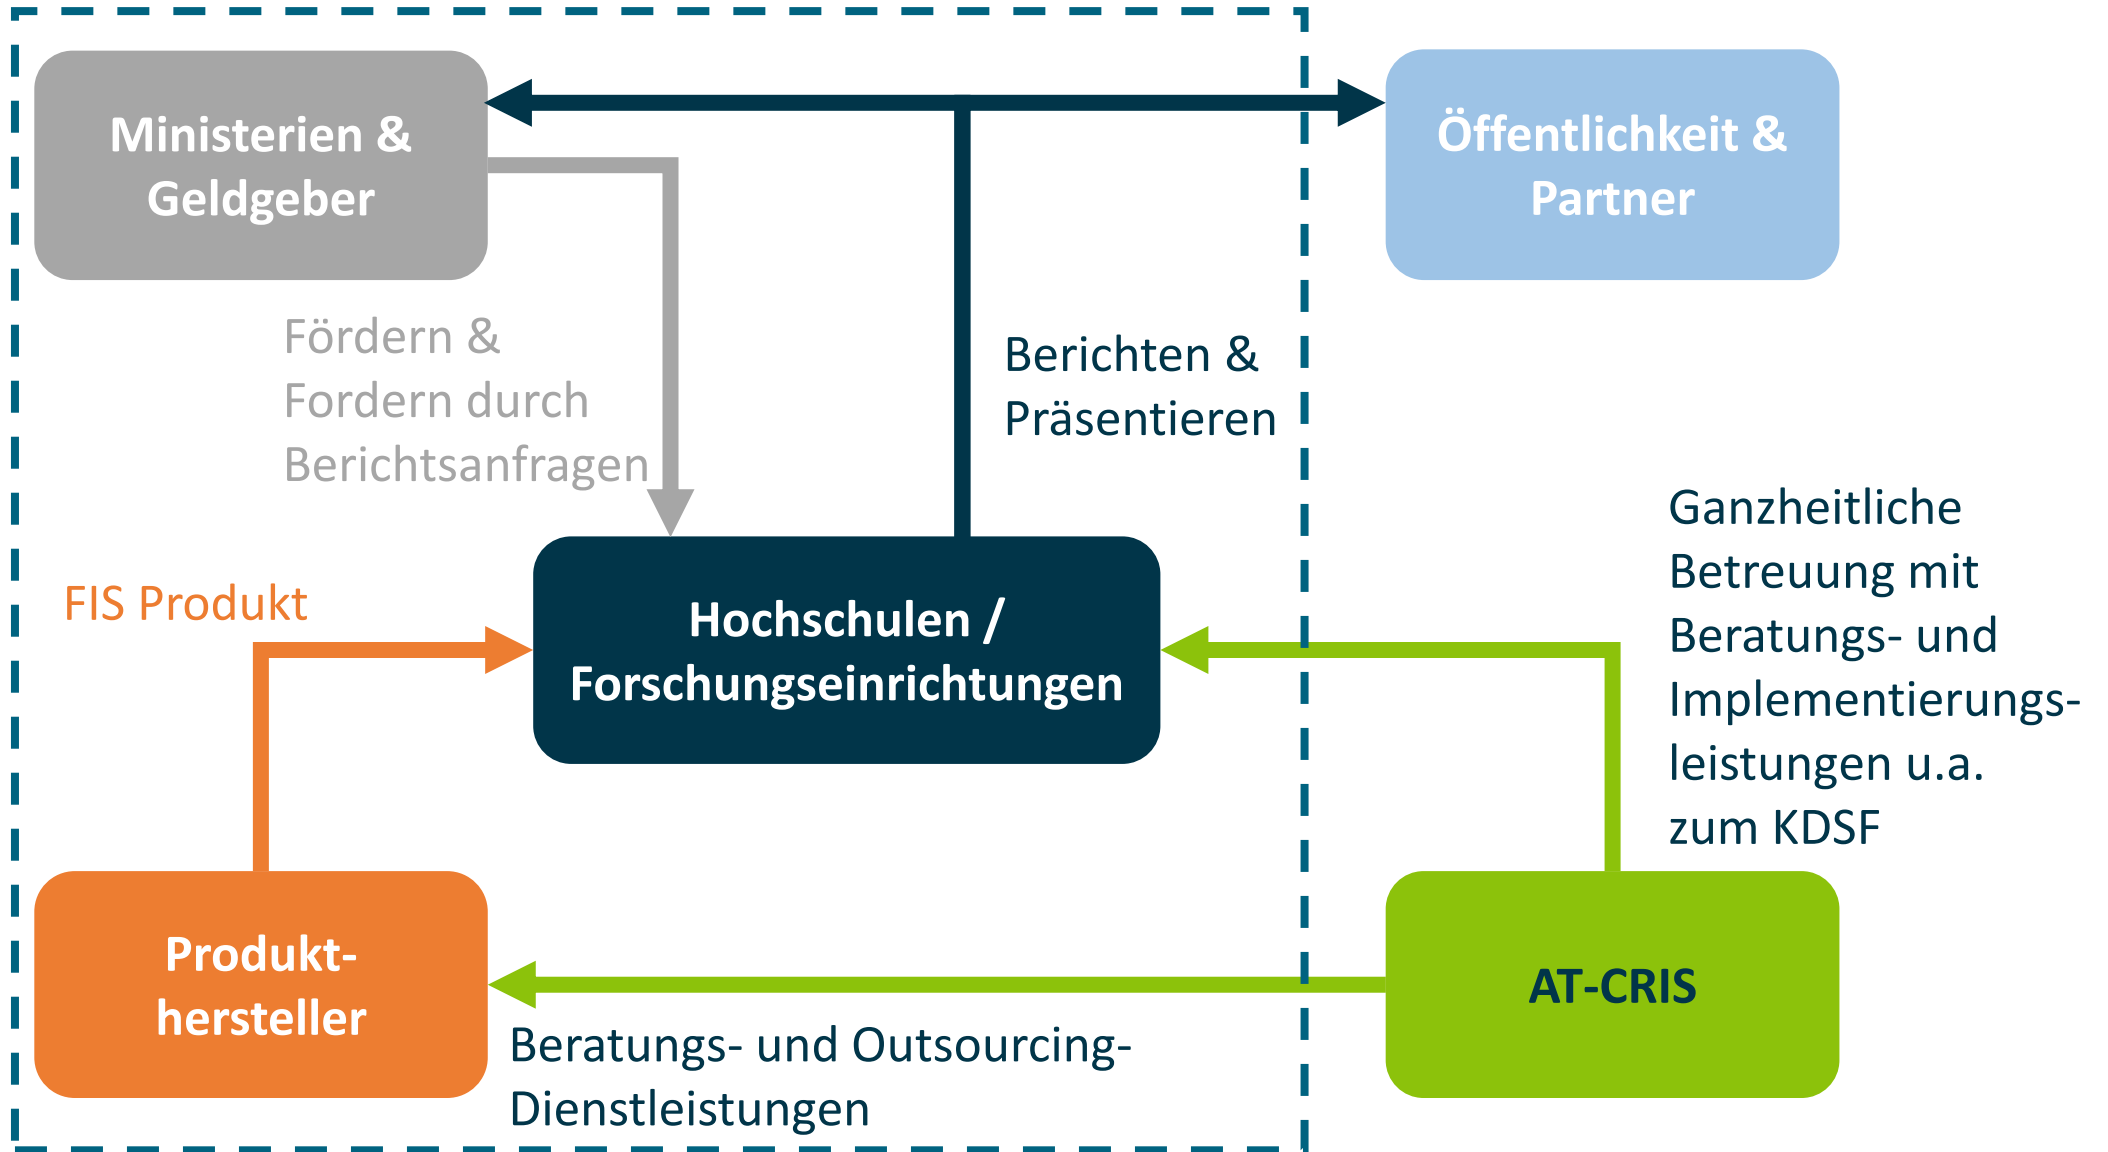 Ministerien &
Geldgeber
Öffentlichkeit &
Partner
Fördern &
Fordern durch
Berichtsanfragen
Berichten &
Präsentieren
Ganzheitliche
Betreuung mit
Beratungs- und
Implementierungs-
leistungen u.a.
zum KDSF
FIS Produkt
Hochschulen /
Forschungseinrichtungen
Produkt-
hersteller
AT-CRIS
Beratungs- und Outsourcing-
Dienstleistungen